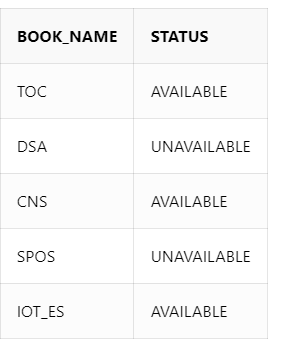 BOOK_NAME STATUS
TOC AVAILABLE
DSA UNAVAILABLE
CNS AVAILABLE
SPOS UNAVAILABLE
IOT_ES AVAILABLE